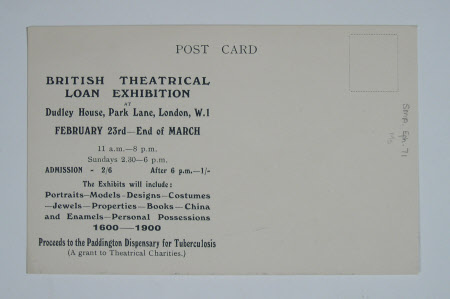 POST CARD
BRITISH THEATRICAL
LOAN EXHIBITION
AT
Dudley House, Park Lane, London, W.1
FEBRUARY 23rd—End of MARCH
11 a.m.—8 p.m.
Sundays 2.30—6 p.m.
ADMISSION - 2/6 After 6 p.m.—1/-
The Exhibits will include:
Portraits—Models—Designs—Costumes
—Jewels—Properties—Books—China
and Enamels—Personal Possessions
1600—1900
Proceeds to the Paddington Dispensary for Tuberculosis
(A grant to Theatrical Charities.)